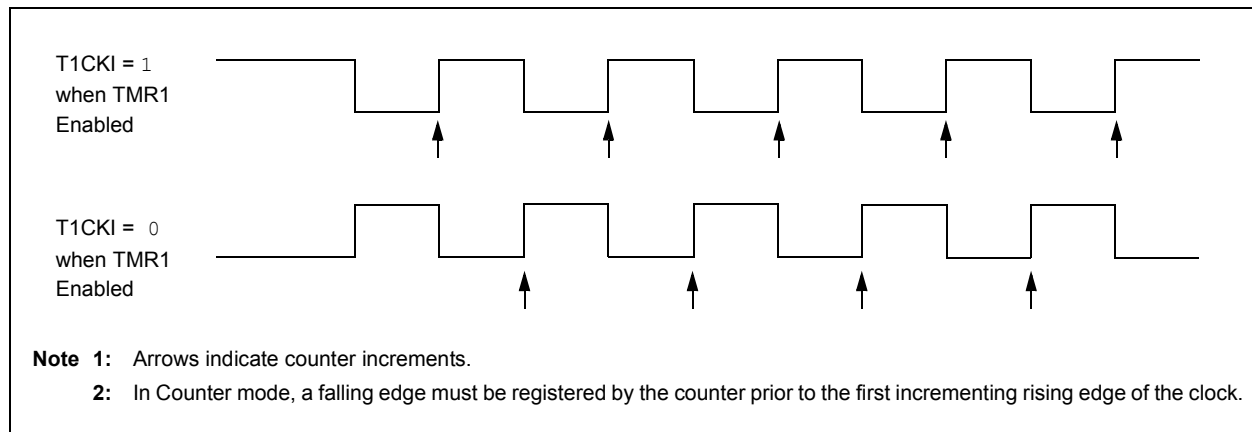 T1CKI = 1
when TMR1
Enabled
T1CKI = 0
when TMR1
Enabled
Note 1: Arrows indicate counter increments.
2: In Counter mode, a falling edge must be registered by the counter prior to the first incrementing rising edge of the clock.